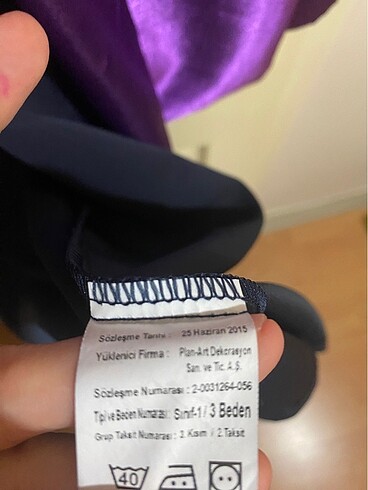 Sözleşme Tarihi : 25 Haziran 2015
Yüklenici Firma : Plan-Art Dekorasyon
San. ve Tic. A.Ş.
Sözleşme Numarası : 2-0031264-056
Tipi ve Beden Numarası: Sınıf-1 / 3 Beden
Grup Taksit Numarası : 3. Kısım / 2. Taksit
40